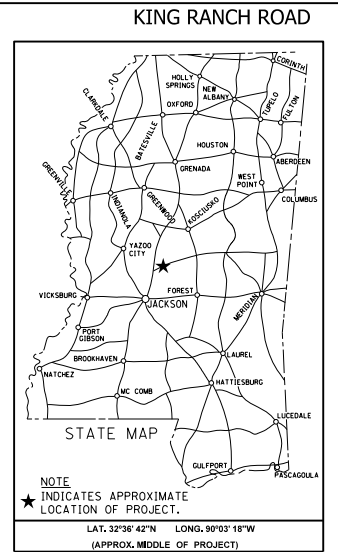 KING RANCH ROAD
CORINTH
HOLLY
SPRINGS
NEW
ALBANY
CLARKDALE
OXFORD
TUPELO
FULTON
BATESVILLE
HOUSTON
ABERDEEN
GRENADA
WEST
POINT
GREENVILLE
INDIANOLA
GREENWOOD
KOSCIUSKO
COLUMBUS
YAZOO
CITY
FOREST
MERIDIAN
VICKSBURG
JACKSON
PORT
GIBSON
BROOKHAVEN
LAUREL
NATCHEZ
MC COMB
HATTIESBURG
LUCEDALE
STATE MAP
GULFPORT
PASCAGOULA
NOTE
INDICATES APPROXIMATE
LOCATION OF PROJECT.
LAT. 32°36' 42"N LONG. 90°03' 18"W
(APPROX. MIDDLE OF PROJECT)